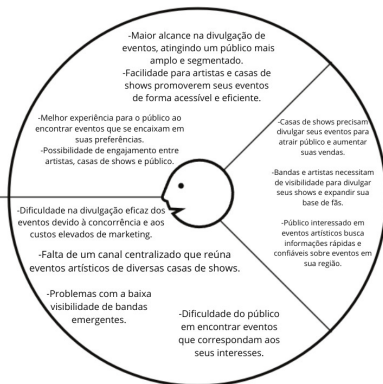 -Maior alcance na divulgação de
eventos, atingindo um público mais
amplo e segmentado.
-Facilidade para artistas e casas de
shows promoverem seus eventos
de forma acessível e eficiente.
-Melhor experiência para o público ao
encontrar eventos que se encaixam em
suas preferências.
-Possibilidade de engajamento entre
artistas, casas de shows e público.
-Casas de shows precisam
divulgar seus eventos para
atrair público e aumentar
suas vendas.
-Bandas e artistas necessitam
de visibilidade para divulgar
seus shows e expandir sua
base de fãs.
-Público interessado em
eventos artísticos busca
informações rápidas e
confiáveis sobre eventos em
sua região.
-Dificuldade na divulgação eficaz dos
eventos devido à concorrência e aos
custos elevados de marketing.
-Falta de um canal centralizado que reúna
eventos artísticos de diversas casas de shows.
-Problemas com a baixa
visibilidade de bandas
emergentes.
-Dificuldade do público
em encontrar eventos
que correspondam aos
seus interesses.